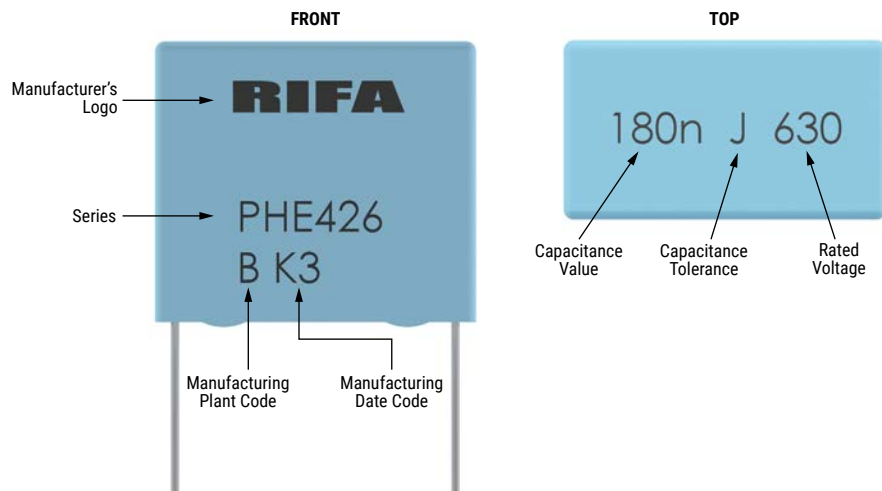 FRONT
Manufacturer's
Logo
RIFA
Series
PHE426
B K3
Manufacturing
Plant Code
Manufacturing
Date Code
TOP
180n J 630
Capacitance
Value
Capacitance
Tolerance
Rated
Voltage